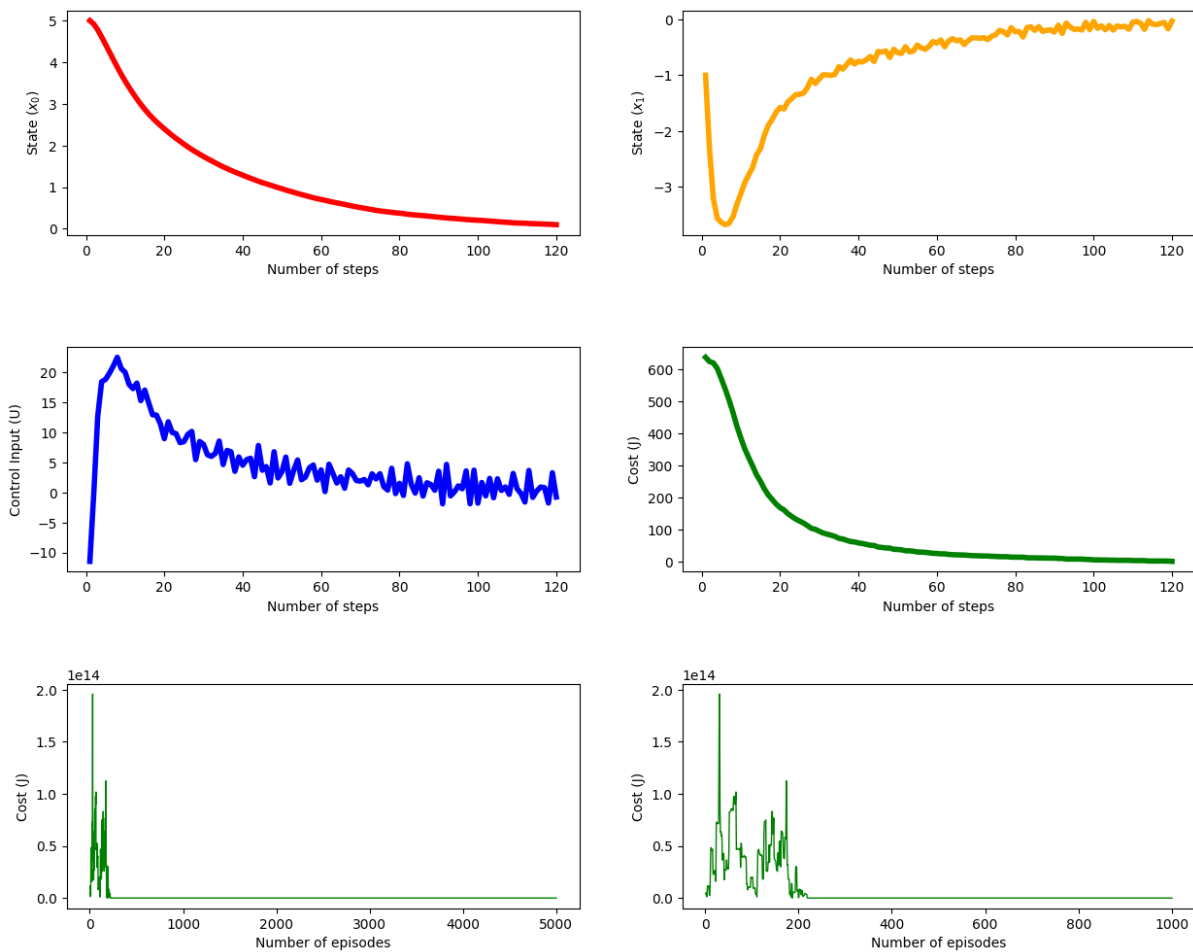 5
4
3
2
1
0
State (x₀)
0 20 40 60 80 100 120
Number of steps
0
−1
−2
−3
State (x₁)
0 20 40 60 80 100 120
Number of steps
20
15
10
5
0
−5
−10
Control Input (U)
0 20 40 60 80 100 120
Number of steps
600
500
400
300
200
100
0
Cost (J)
0 20 40 60 80 100 120
Number of steps
1e14
2.0
1.5
1.0
0.5
0.0
Cost (J)
0 1000 2000 3000 4000 5000
Number of episodes
1e14
2.0
1.5
1.0
0.5
0.0
Cost (J)
0 200 400 600 800 1000
Number of episodes